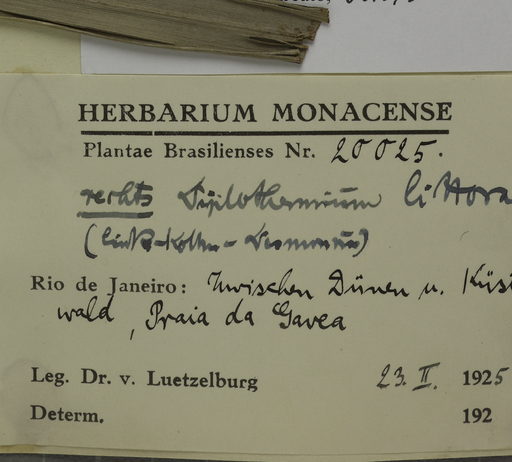 HERBARIUM MONACENSE
Plantae Brasilienses Nr. 20025.
rechts Diplothemium littora
(links
Rio de Janeiro: Zwischen Dünen u. Küst
wald, Praia da Gavea
Leg. Dr. v. Luetzelburg 23. II. 1925
Determ. 192